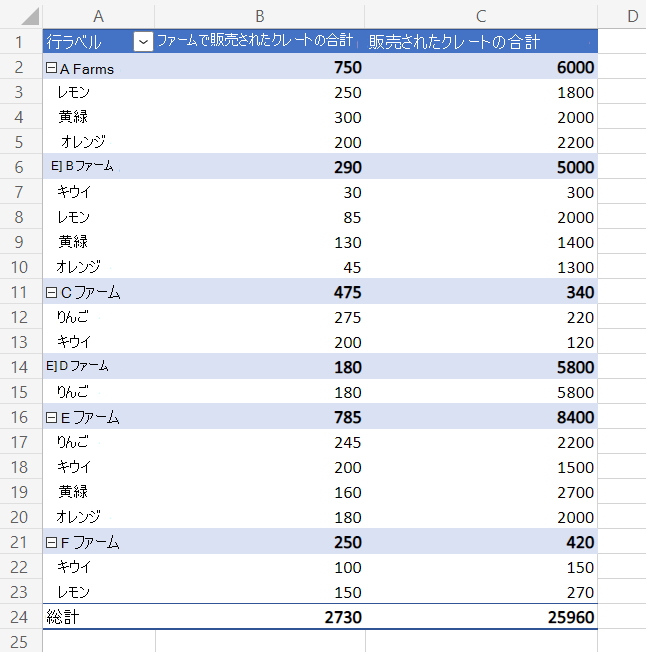 A B C D
1 行ラベル ファームで販売されたクレートの合計 販売されたクレートの合計
2 A Farms 750 6000
3 レモン 250 1800
4 黄緑 300 2000
5 オレンジ 200 2200
6 E] B ファーム 290 5000
7 キウイ 30 300
8 レモン 85 2000
9 黄緑 130 1400
10 オレンジ 45 1300
11 C ファーム 475 340
12 りんご 275 220
13 キウイ 200 120
14 E] D ファーム 180 5800
15 りんご 180 5800
16 E ファーム 785 8400
17 りんご 245 2200
18 キウイ 200 1500
19 黄緑 160 2700
20 オレンジ 180 2000
21 F ファーム 250 420
22 キウイ 100 150
23 レモン 150 270
24 総計 2730 25960
25